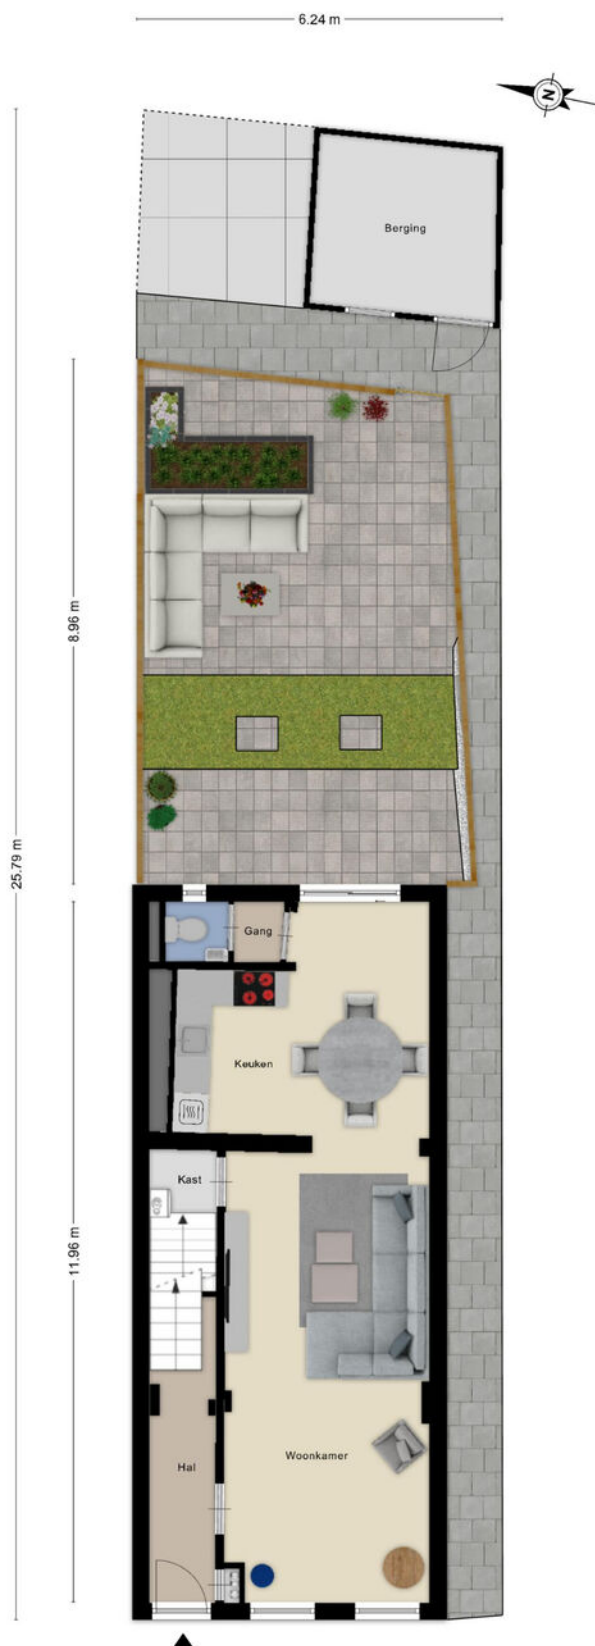 6.24 m
N
Berging
8.96 m
25.79 m
Gang
Keuken
Kast
11.96 m
Woonkamer
Hal